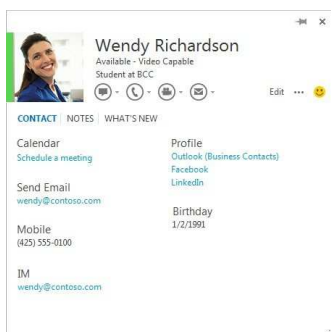 Wendy Richardson
Available - Video Capable
Student at BCC
Edit
CONTACT NOTES WHAT'S NEW
Calendar
Schedule a meeting
Send Email
wendy@contoso.com
Mobile
(425) 555-0100
IM
wendy@contoso.com
Profile
Outlook (Business Contacts)
Facebook
LinkedIn
Birthday
1/2/1991